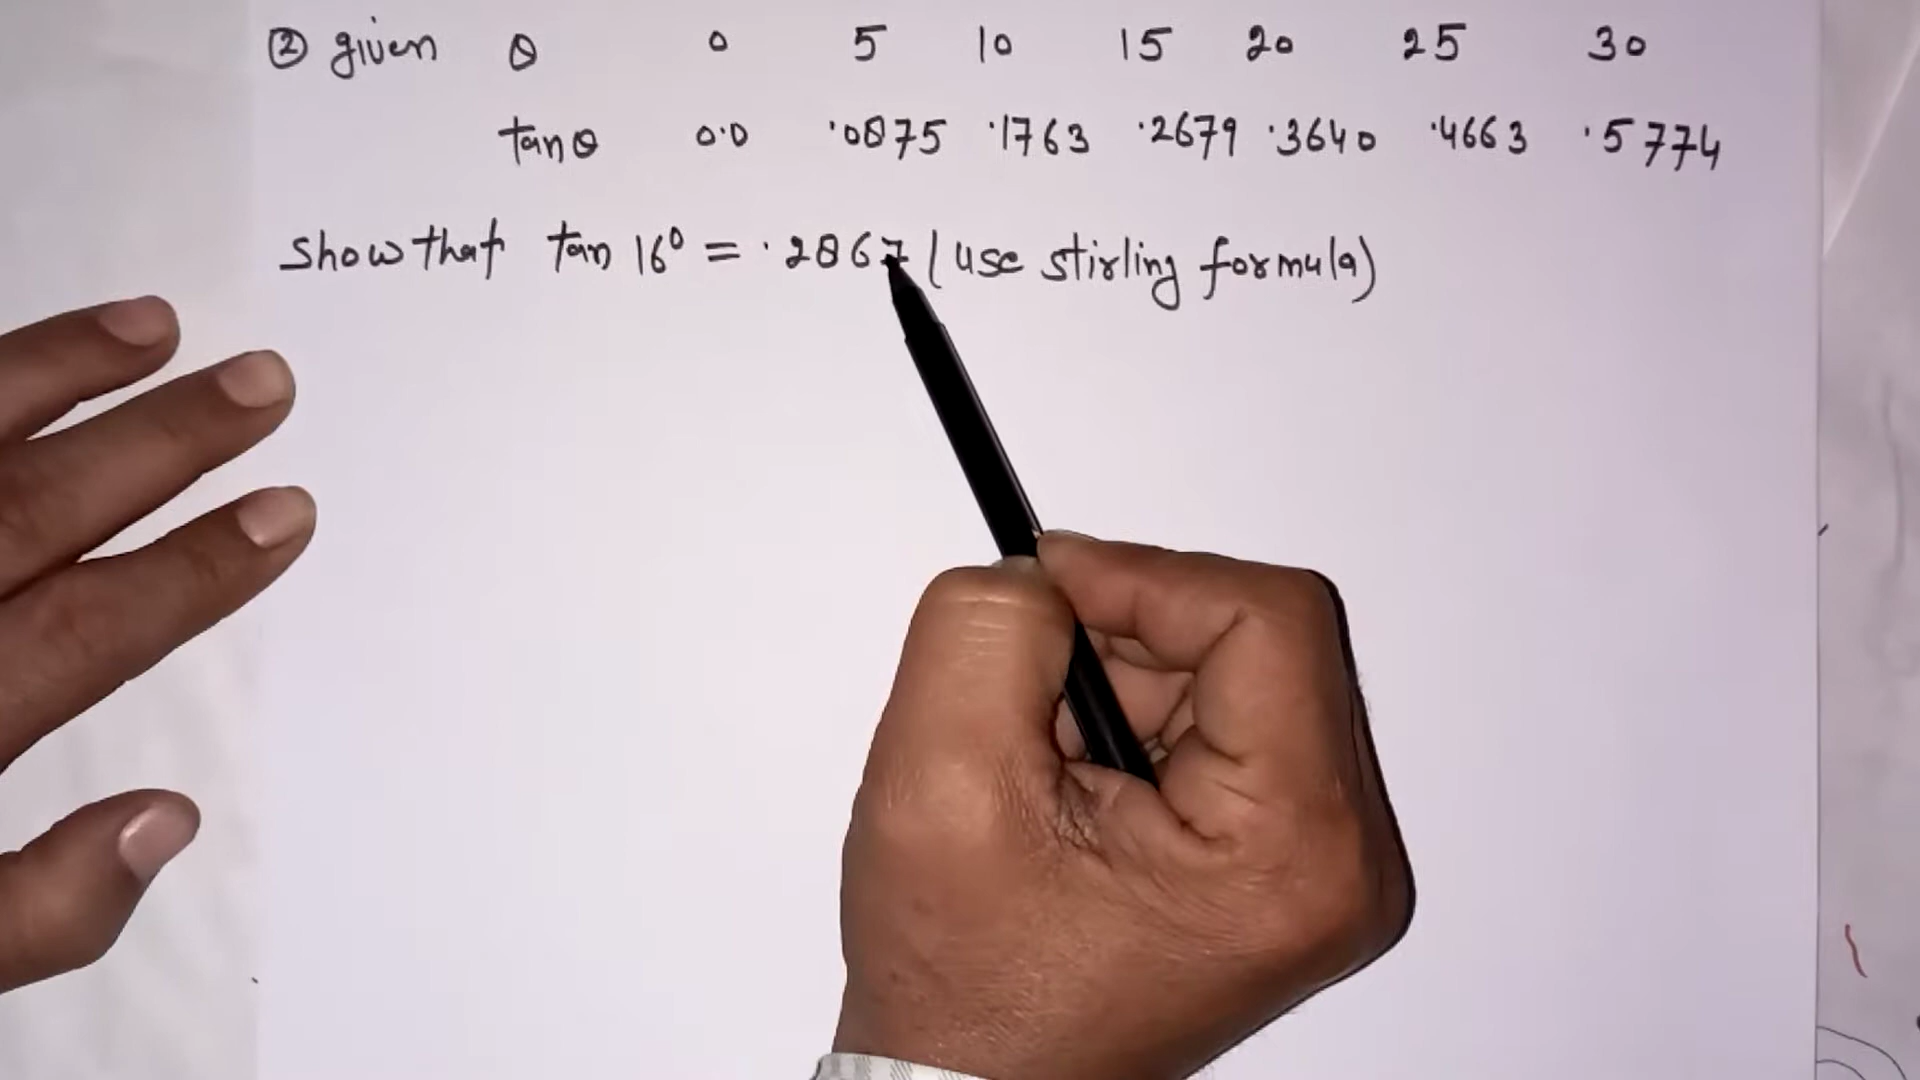 ② given θ 0 5 10 15 20 25 30
tanθ 0.0 .0875 .1763 .2679 .3640 .4663 .5774
Show that tan 16° = .2867 (use stirling formula)